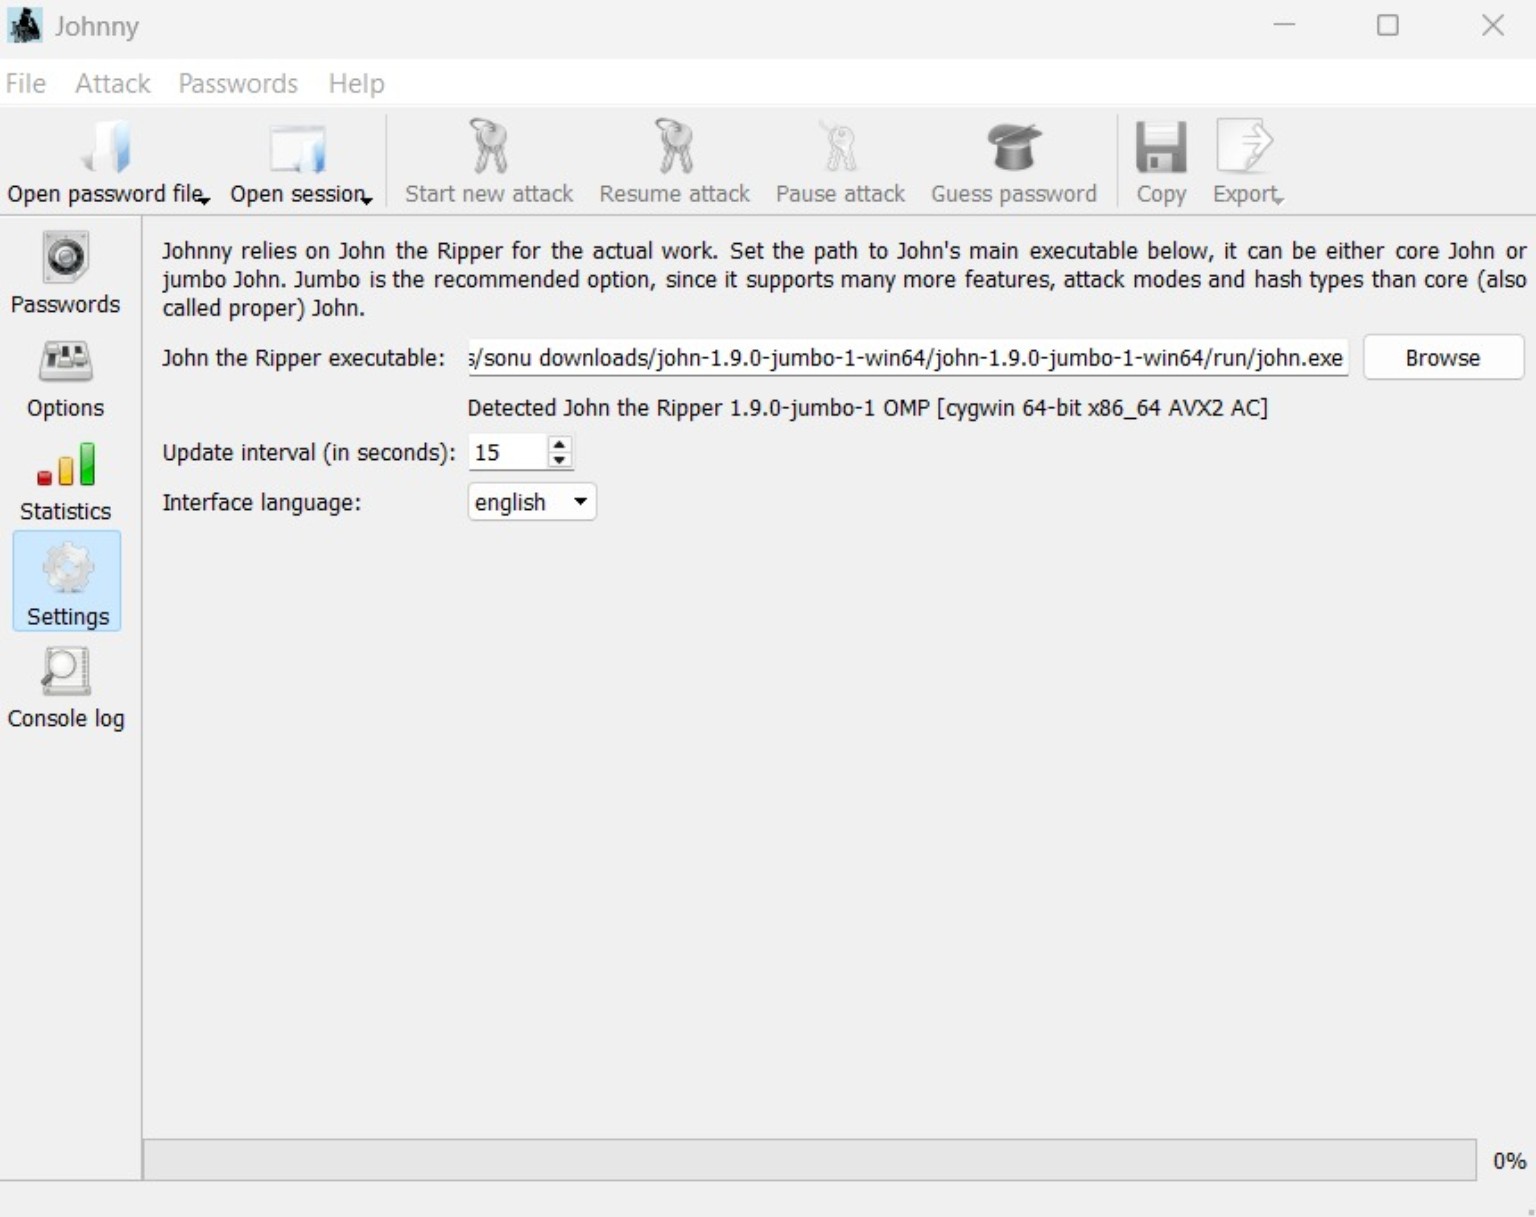 Johnny
File Attack Passwords Help
Open password file Open session Start new attack Resume attack Pause attack Guess password Copy Export
Passwords
Options
Statistics
Settings
Console log
Johnny relies on John the Ripper for the actual work. Set the path to John's main executable below, it can be either core John or
jumbo John. Jumbo is the recommended option, since it supports many more features, attack modes and hash types than core (also
called proper) John.
John the Ripper executable: s/sonu downloads/john-1.9.0-jumbo-1-win64/john-1.9.0-jumbo-1-win64/run/john.exe Browse
Detected John the Ripper 1.9.0-jumbo-1 OMP [cygwin 64-bit x86_64 AVX2 AC]
Update interval (in seconds): 15
Interface language: english
0%